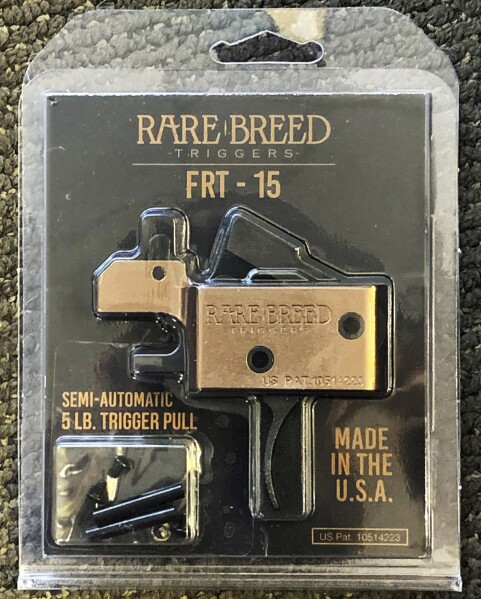 RARE BREED
-TRIGGERS-
FRT - 15
RARE BREED
TRIGGERS
US PAT.10514223
SEMI-AUTOMATIC
5 LB. TRIGGER PULL
MADE
IN THE
U.S.A.
US Pat. 10514223